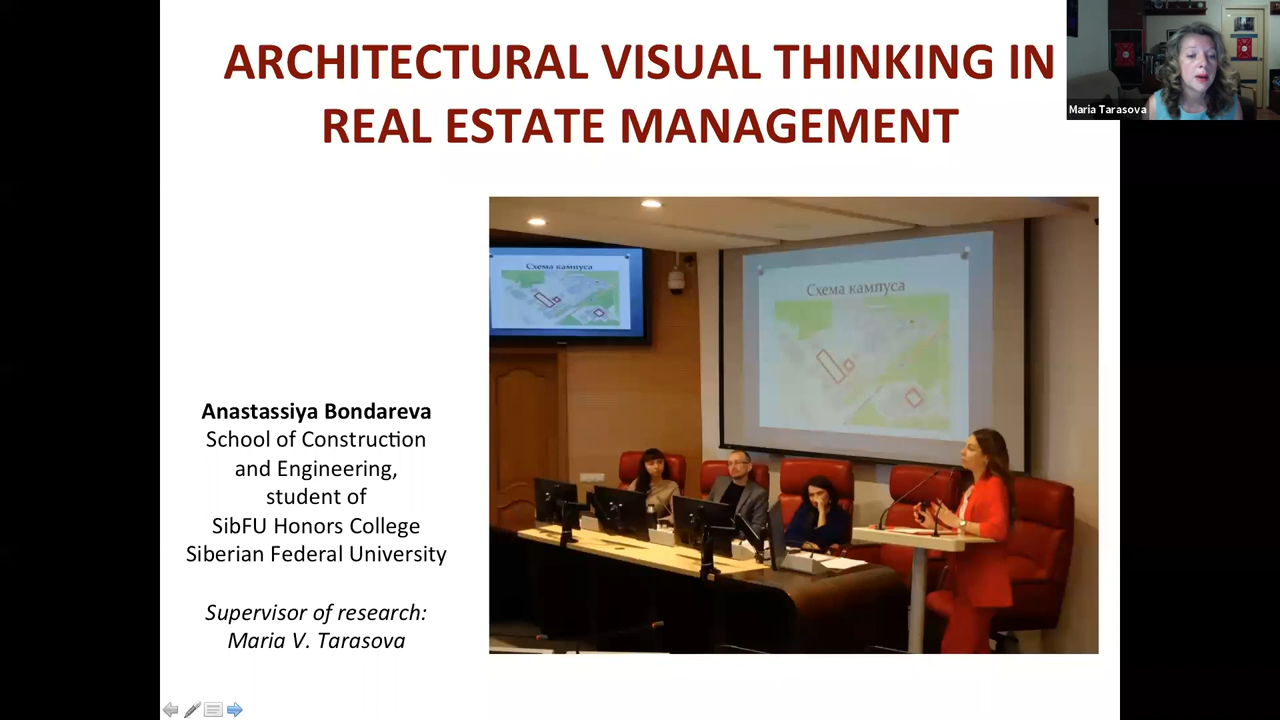 ARCHITECTURAL VISUAL THINKING IN
REAL ESTATE MANAGEMENT
Maria Tarasova
Схема кампуса
Схема кампуса
Anastassiya Bondareva
School of Construction
and Engineering,
student of
SibFU Honors College
Siberian Federal University
Supervisor of research:
Maria V. Tarasova